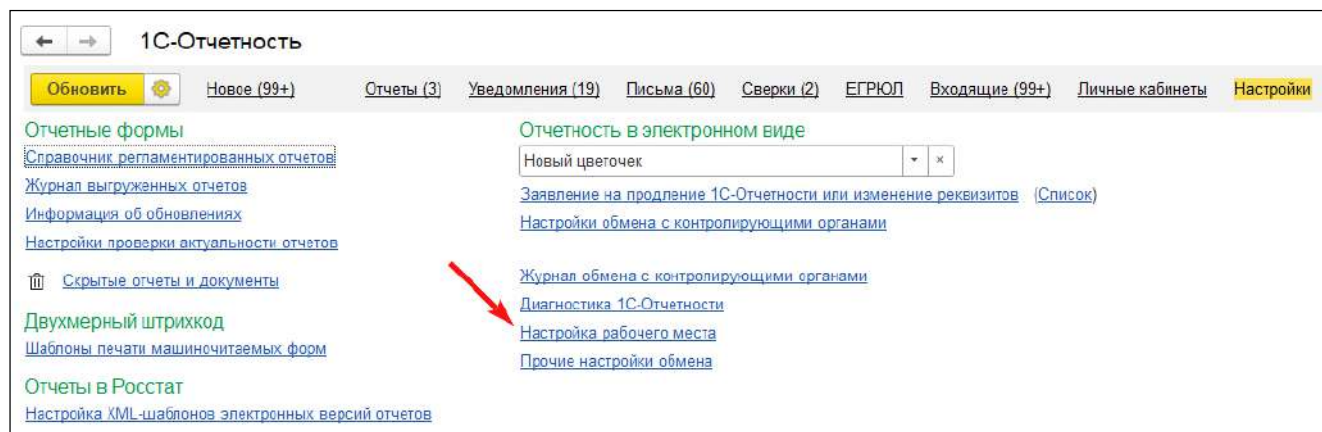 1С-Отчетность
Обновить Новое (99+) Отчеты (3) Уведомления (19) Письма (60) Сверки (2) ЕГРЮЛ Входящие (99+) Личные кабинеты Настройки
Отчетные формы
Справочник регламентированных отчетов
Журнал выгруженных отчетов
Информация об обновлениях
Настройки проверки актуальности отчетов
Скрытые отчеты и документы
Двухмерный штрихкод
Шаблоны печати машиночитаемых форм
Отчеты в Росстат
Настройка XML-шаблонов электронных версий отчетов
Отчетность в электронном виде
Новый цветочек
Заявление на продление 1С-Отчетности или изменение реквизитов (Список)
Настройки обмена с контролирующими органами
Журнал обмена с контролирующими органами
Диагностика 1С-Отчетности
Настройка рабочего места
Прочие настройки обмена